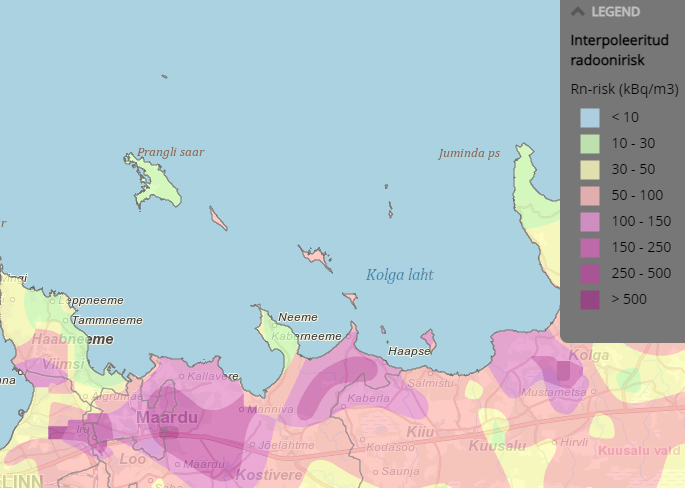 LEGEND
Interpoleeritud
radoonirisk
Rn-risk (kBq/m3)
< 10
10 - 30
30 - 50
50 - 100
100 - 150
150 - 250
250 - 500
> 500
Prangli saar
Juminda ps
Kolga laht
Leppneeme
Tammneeme
Haabneeme
Viimsi
Neeme
Kaberneeme
Haapse
Kolga
Kallavere
Salmistu
Mustametsa
Maardu
Manniva
Kaberla
Kiiu
Jõelähtme
Kodasoo
Kuusalu
Hirvli
Kuusalu vald
Loo
Maardu
Kostivere
Saunja
LINN